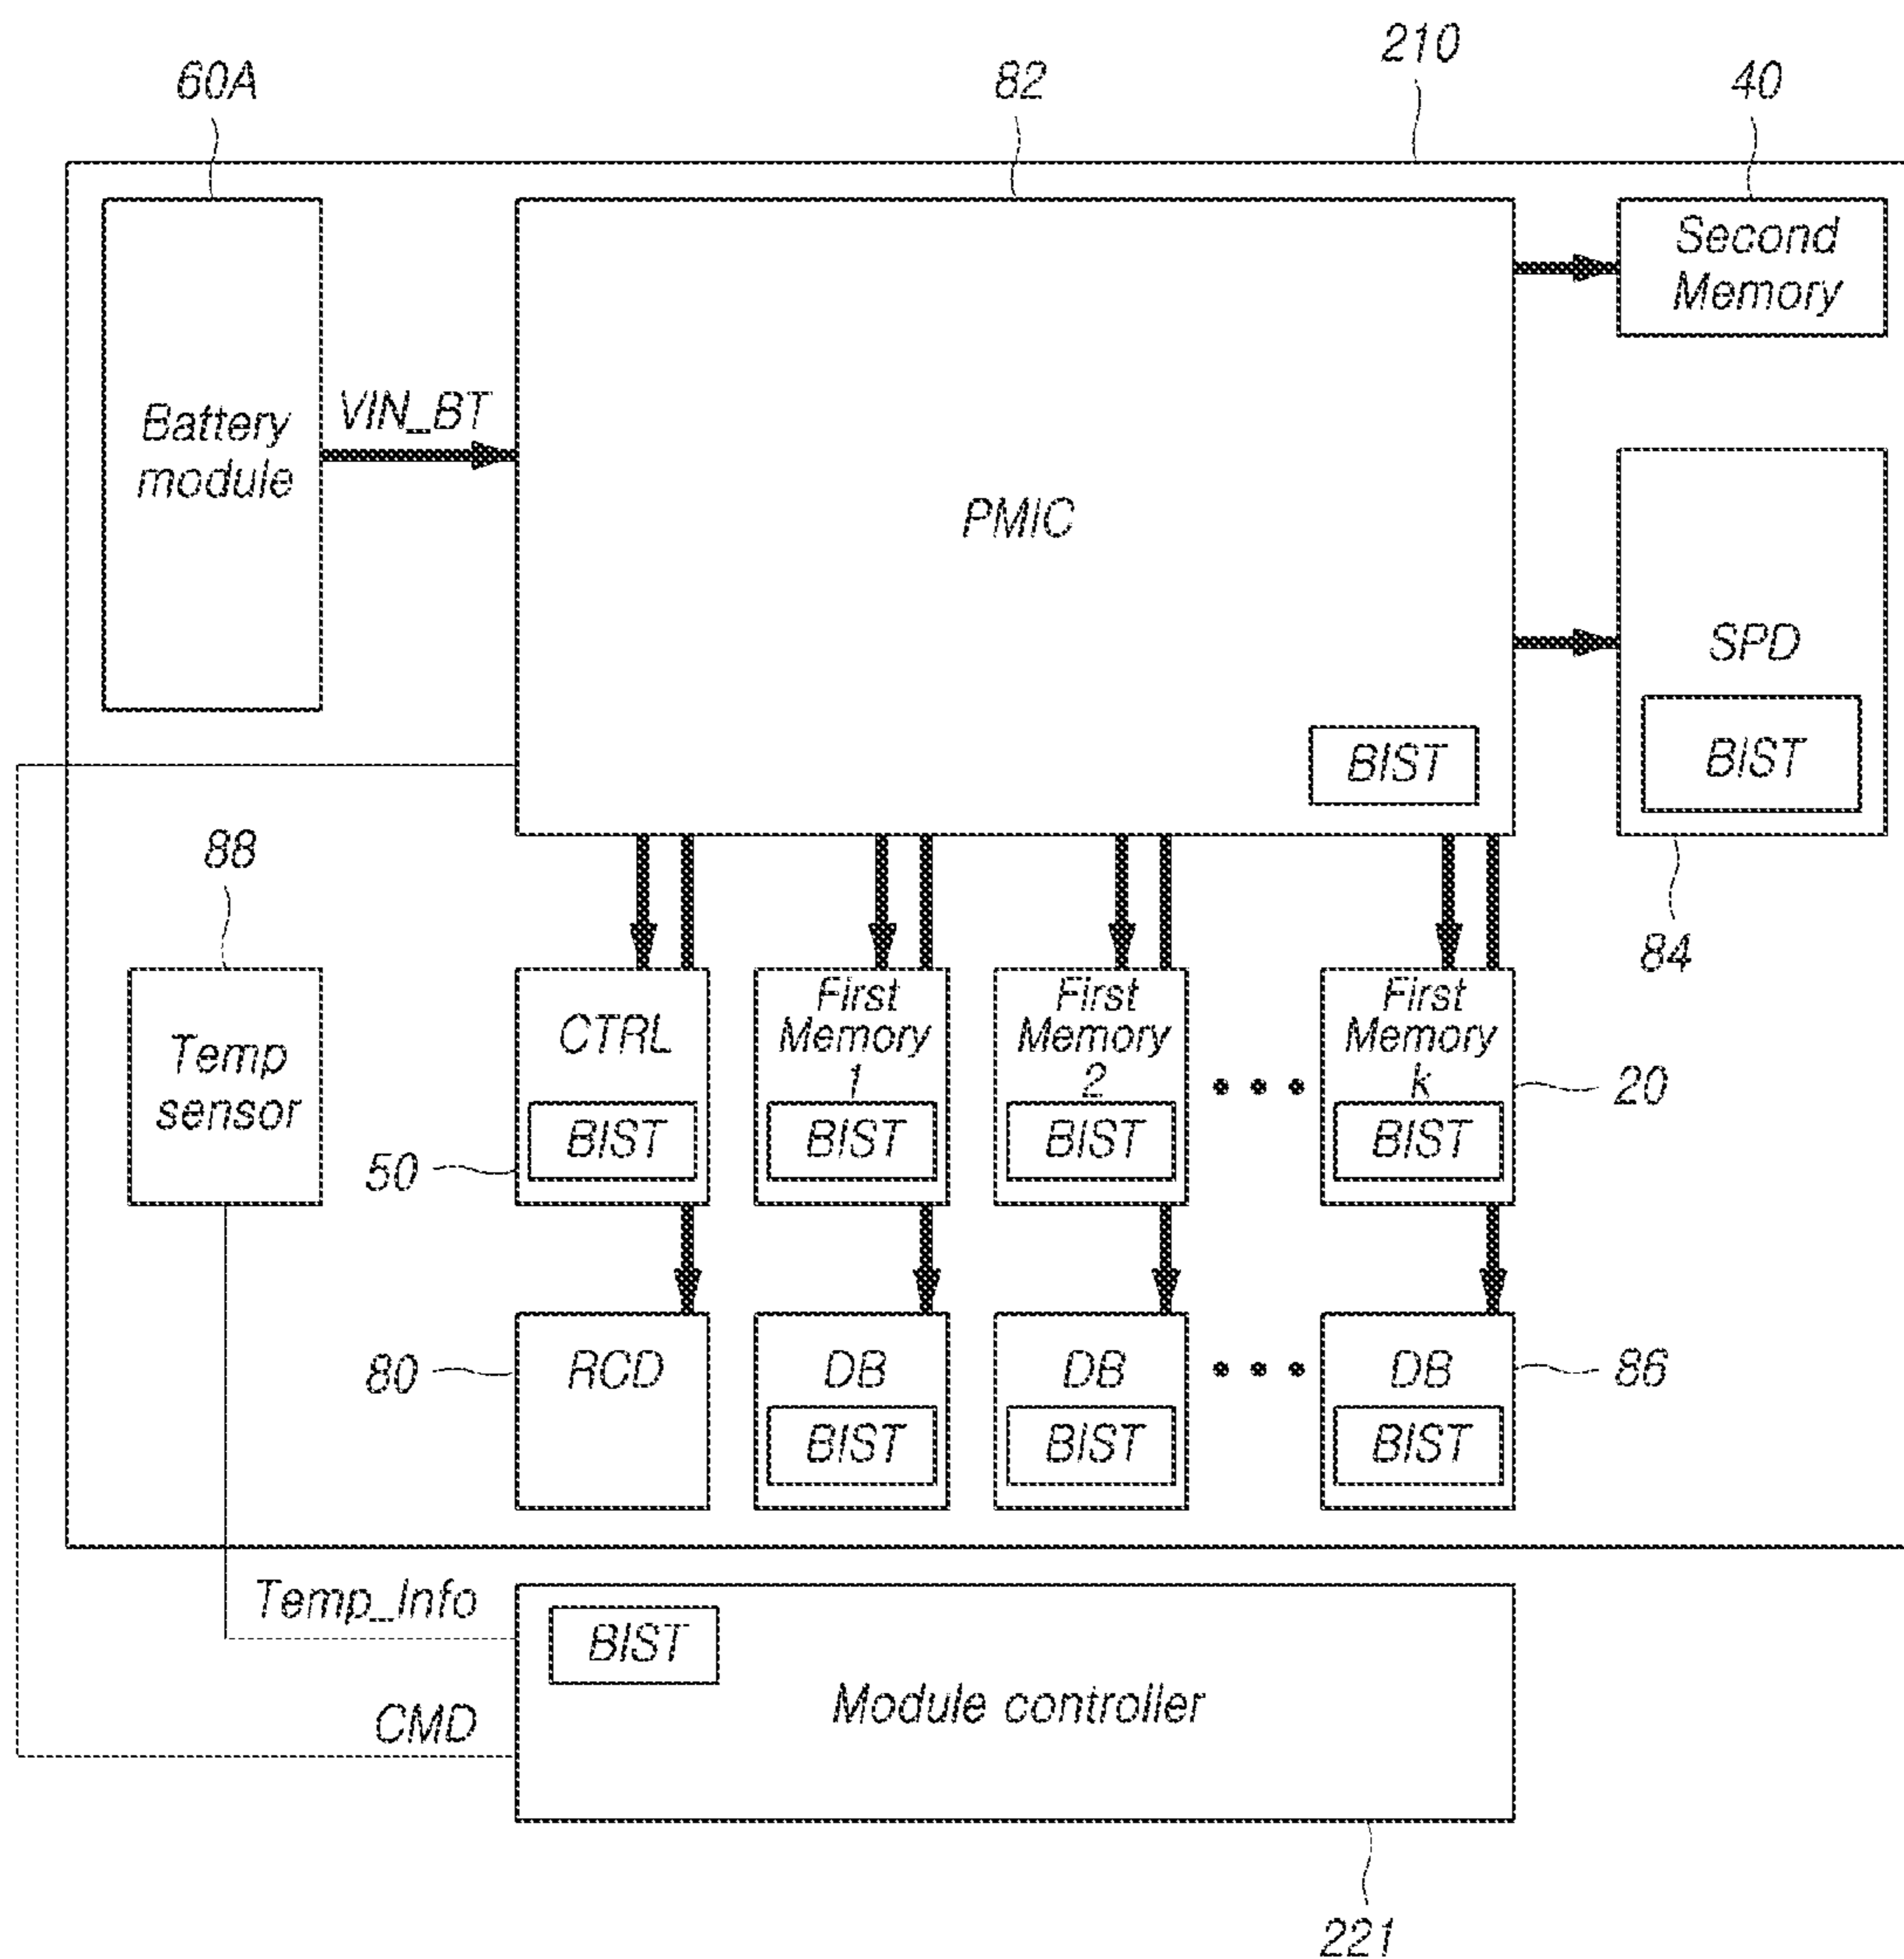 210
60A
82
40
Second
Memory
VIN_BT
Battery
module
PMIC
SPD
BIST
BIST
88
84
First
First
First
CTRL
Memory
Memory
Memory
Temp
sensor
1
2
k
20
BIST
BIST
BIST
BIST
50
80
RCD
DB
DB
DB
86
BIST
BIST
BIST
Temp_Info
BIST
Module controller
CMD
221